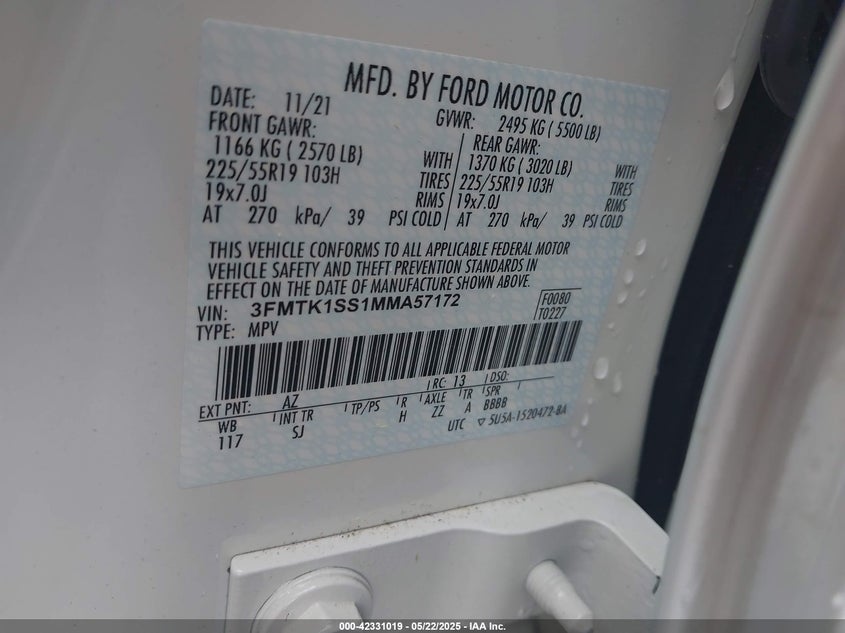 MFD. BY FORD MOTOR CO.
DATE: 11/21 GVWR: 2495 KG ( 5500 LB)
FRONT GAWR: REAR GAWR:
1166 KG ( 2570 LB) WITH 1370 KG ( 3020 LB) WITH
225/55R19 103H TIRES 225/55R19 103H TIRES
19x7.0J RIMS 19x7.0J RIMS
AT 270 kPa/ 39 PSI COLD AT 270 kPa/ 39 PSI COLD
THIS VEHICLE CONFORMS TO ALL APPLICABLE FEDERAL MOTOR
VEHICLE SAFETY AND THEFT PREVENTION STANDARDS IN
EFFECT ON THE DATE OF MANUFACTURE SHOWN ABOVE.
VIN: 3FMTK1SS1MMA57172 F0080
TYPE: MPV T0227
EXT PNT: AZ RC: 13 DSO:
WB INT TR TP/PS R AXLE TR SPR
117 SJ H ZZ A BBBB
UTC ▽ 5U5A-1520472-BA
000-42331019 - 05/22/2025 - IAA Inc.